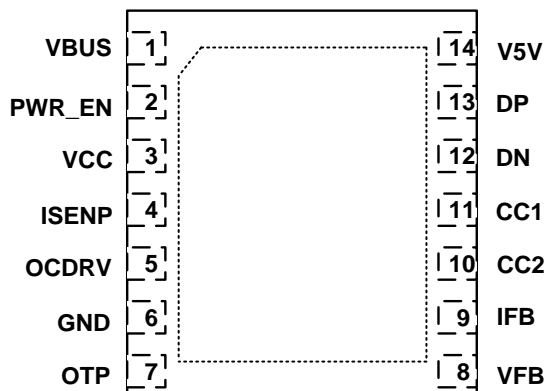 VBUS 1 14 V5V
PWR_EN 2 13 DP
VCC 3 12 DN
ISENP 4 11 CC1
OCDRV 5 10 CC2
GND 6 9 IFB
OTP 7 8 VFB